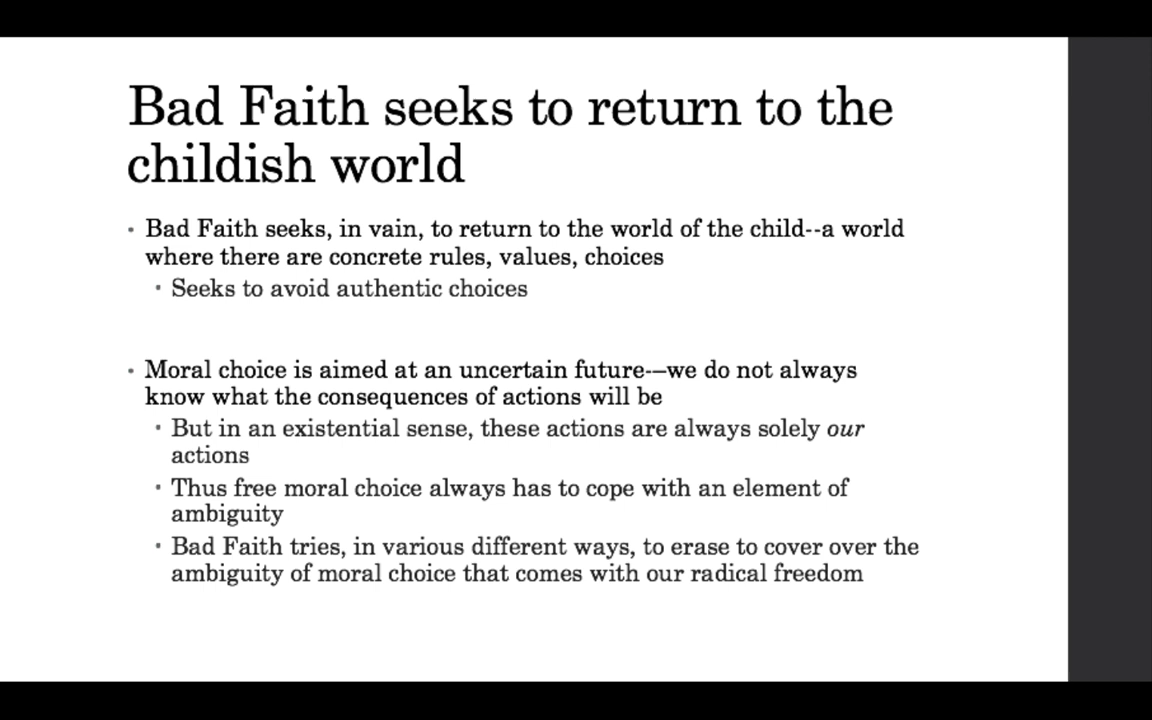 Bad Faith seeks to return to the
childish world
• Bad Faith seeks, in vain, to return to the world of the child--a world
where there are concrete rules, values, choices
• Seeks to avoid authentic choices
• Moral choice is aimed at an uncertain future-–we do not always
know what the consequences of actions will be
• But in an existential sense, these actions are always solely our
actions
• Thus free moral choice always has to cope with an element of
ambiguity
• Bad Faith tries, in various different ways, to erase to cover over the
ambiguity of moral choice that comes with our radical freedom